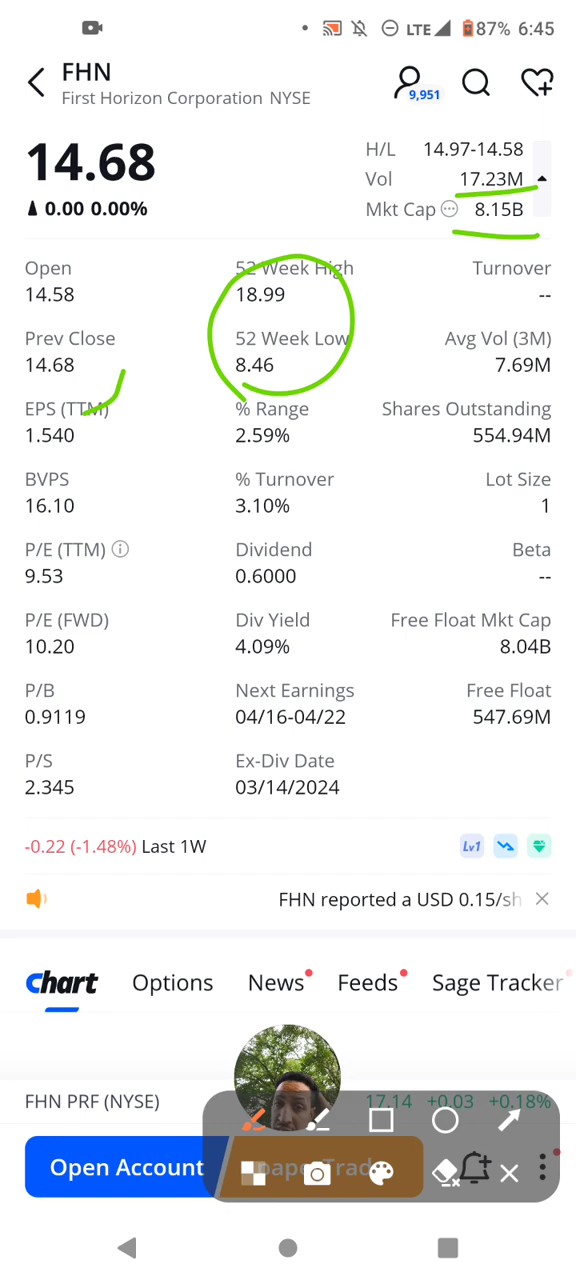 LTE 87% 6:45
FHN
First Horizon Corporation NYSE
9,951
14.68
0.00 0.00%
H/L 14.97-14.58
Vol 17.23M
Mkt Cap 8.15B
Open 52 Week High Turnover
14.58 18.99 --
Prev Close 52 Week Low Avg Vol (3M)
14.68 8.46 7.69M
EPS (TTM) % Range Shares Outstanding
1.540 2.59% 554.94M
BVPS % Turnover Lot Size
16.10 3.10% 1
P/E (TTM) Dividend Beta
9.53 0.6000 --
P/E (FWD) Div Yield Free Float Mkt Cap
10.20 4.09% 8.04B
P/B Next Earnings Free Float
0.9119 04/16-04/22 547.69M
P/S Ex-Div Date
2.345 03/14/2024
-0.22 (-1.48%) Last 1W Lv1
FHN reported a USD 0.15/sh
Chart Options News Feeds Sage Tracker
FHN PRF (NYSE) 17.14 +0.03 +0.18%
Open Account